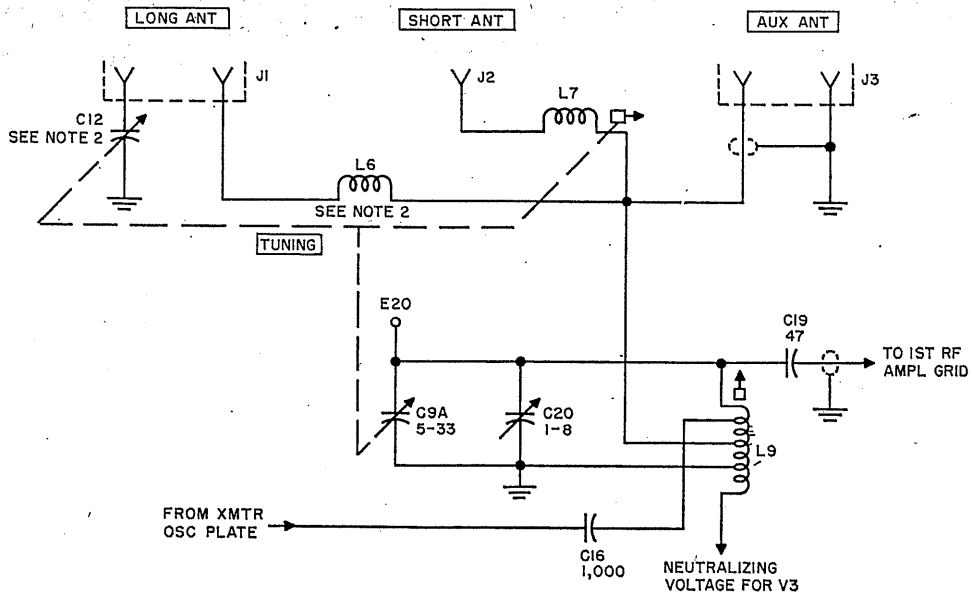 LONG ANT
SHORT ANT
AUX ANT
J1
J2
J3
C12
SEE NOTE 2
L7
L6
SEE NOTE 2
TUNING
E20
C19
47
TO 1ST RF
AMPL GRID
C9A
5-33
C20
1-8
L9
FROM XMTR
OSC PLATE
C16
1,000
NEUTRALIZING
VOLTAGE FOR V3